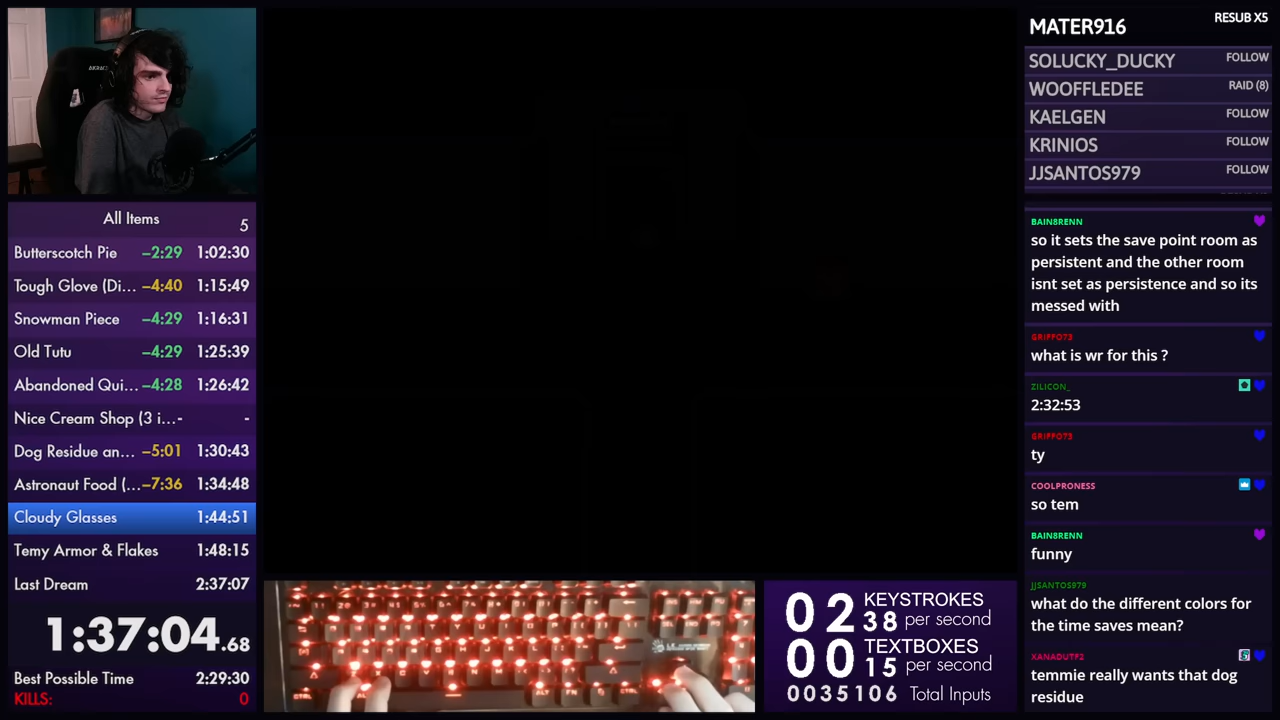 All Items 5
Butterscotch Pie −2:29 1:02:30
Tough Glove (Di... −4:40 1:15:49
Snowman Piece −4:29 1:16:31
Old Tutu −4:29 1:25:39
Abandoned Qui... −4:28 1:26:42
Nice Cream Shop (3 i... - -
Dog Residue an... −5:01 1:30:43
Astronaut Food (... −7:36 1:34:48
Cloudy Glasses 1:44:51
Temy Armor & Flakes 1:48:15
Last Dream 2:37:07
1:37:04.68
Best Possible Time 2:29:30
KILLS: 0
02 38 KEYSTROKES per second
00 15 TEXTBOXES per second
0035106 Total Inputs
MATER916 RESUB X5
SOLUCKY_DUCKY FOLLOW
WOOFFLEDEE RAID (8)
KAELGEN FOLLOW
KRINIOS FOLLOW
JJSANTOS979 FOLLOW
BAIN8RENN
so it sets the save point room as
persistent and the other room
isnt set as persistence and so its
messed with
GRIFFO73
what is wr for this ?
ZILICON_
2:32:53
GRIFFO73
ty
COOLPRONESS
so tem
BAIN8RENN
funny
JJSANTOS979
what do the different colors for
the time saves mean?
XANADUTF2
temmie really wants that dog
residue